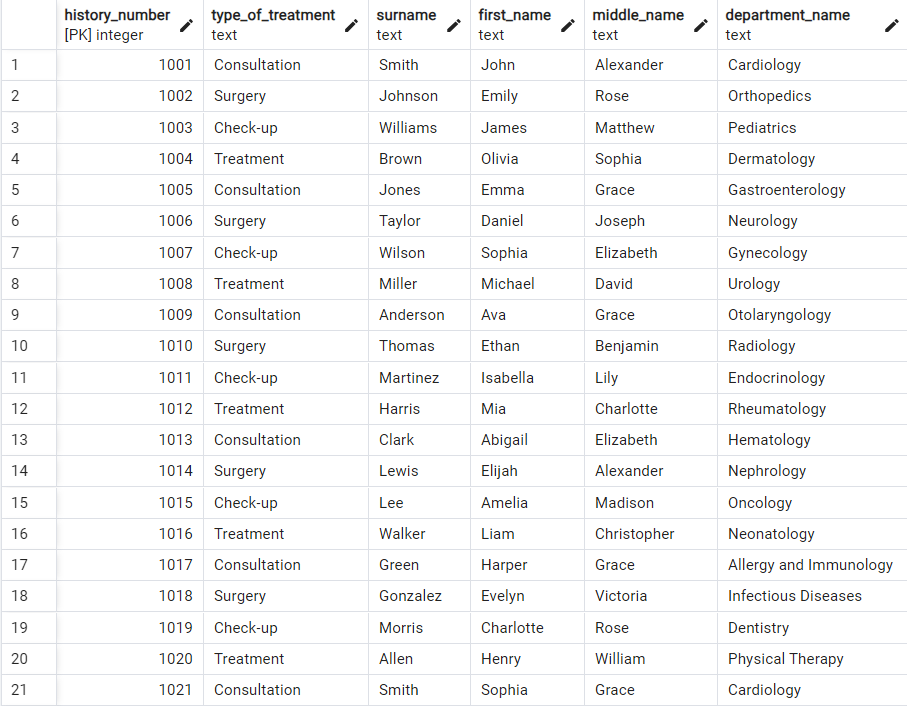 history_number type_of_treatment surname first_name middle_name department_name
[PK] integer text text text text text
1 1001 Consultation Smith John Alexander Cardiology
2 1002 Surgery Johnson Emily Rose Orthopedics
3 1003 Check-up Williams James Matthew Pediatrics
4 1004 Treatment Brown Olivia Sophia Dermatology
5 1005 Consultation Jones Emma Grace Gastroenterology
6 1006 Surgery Taylor Daniel Joseph Neurology
7 1007 Check-up Wilson Sophia Elizabeth Gynecology
8 1008 Treatment Miller Michael David Urology
9 1009 Consultation Anderson Ava Grace Otolaryngology
10 1010 Surgery Thomas Ethan Benjamin Radiology
11 1011 Check-up Martinez Isabella Lily Endocrinology
12 1012 Treatment Harris Mia Charlotte Rheumatology
13 1013 Consultation Clark Abigail Elizabeth Hematology
14 1014 Surgery Lewis Elijah Alexander Nephrology
15 1015 Check-up Lee Amelia Madison Oncology
16 1016 Treatment Walker Liam Christopher Neonatology
17 1017 Consultation Green Harper Grace Allergy and Immunology
18 1018 Surgery Gonzalez Evelyn Victoria Infectious Diseases
19 1019 Check-up Morris Charlotte Rose Dentistry
20 1020 Treatment Allen Henry William Physical Therapy
21 1021 Consultation Smith Sophia Grace Cardiology